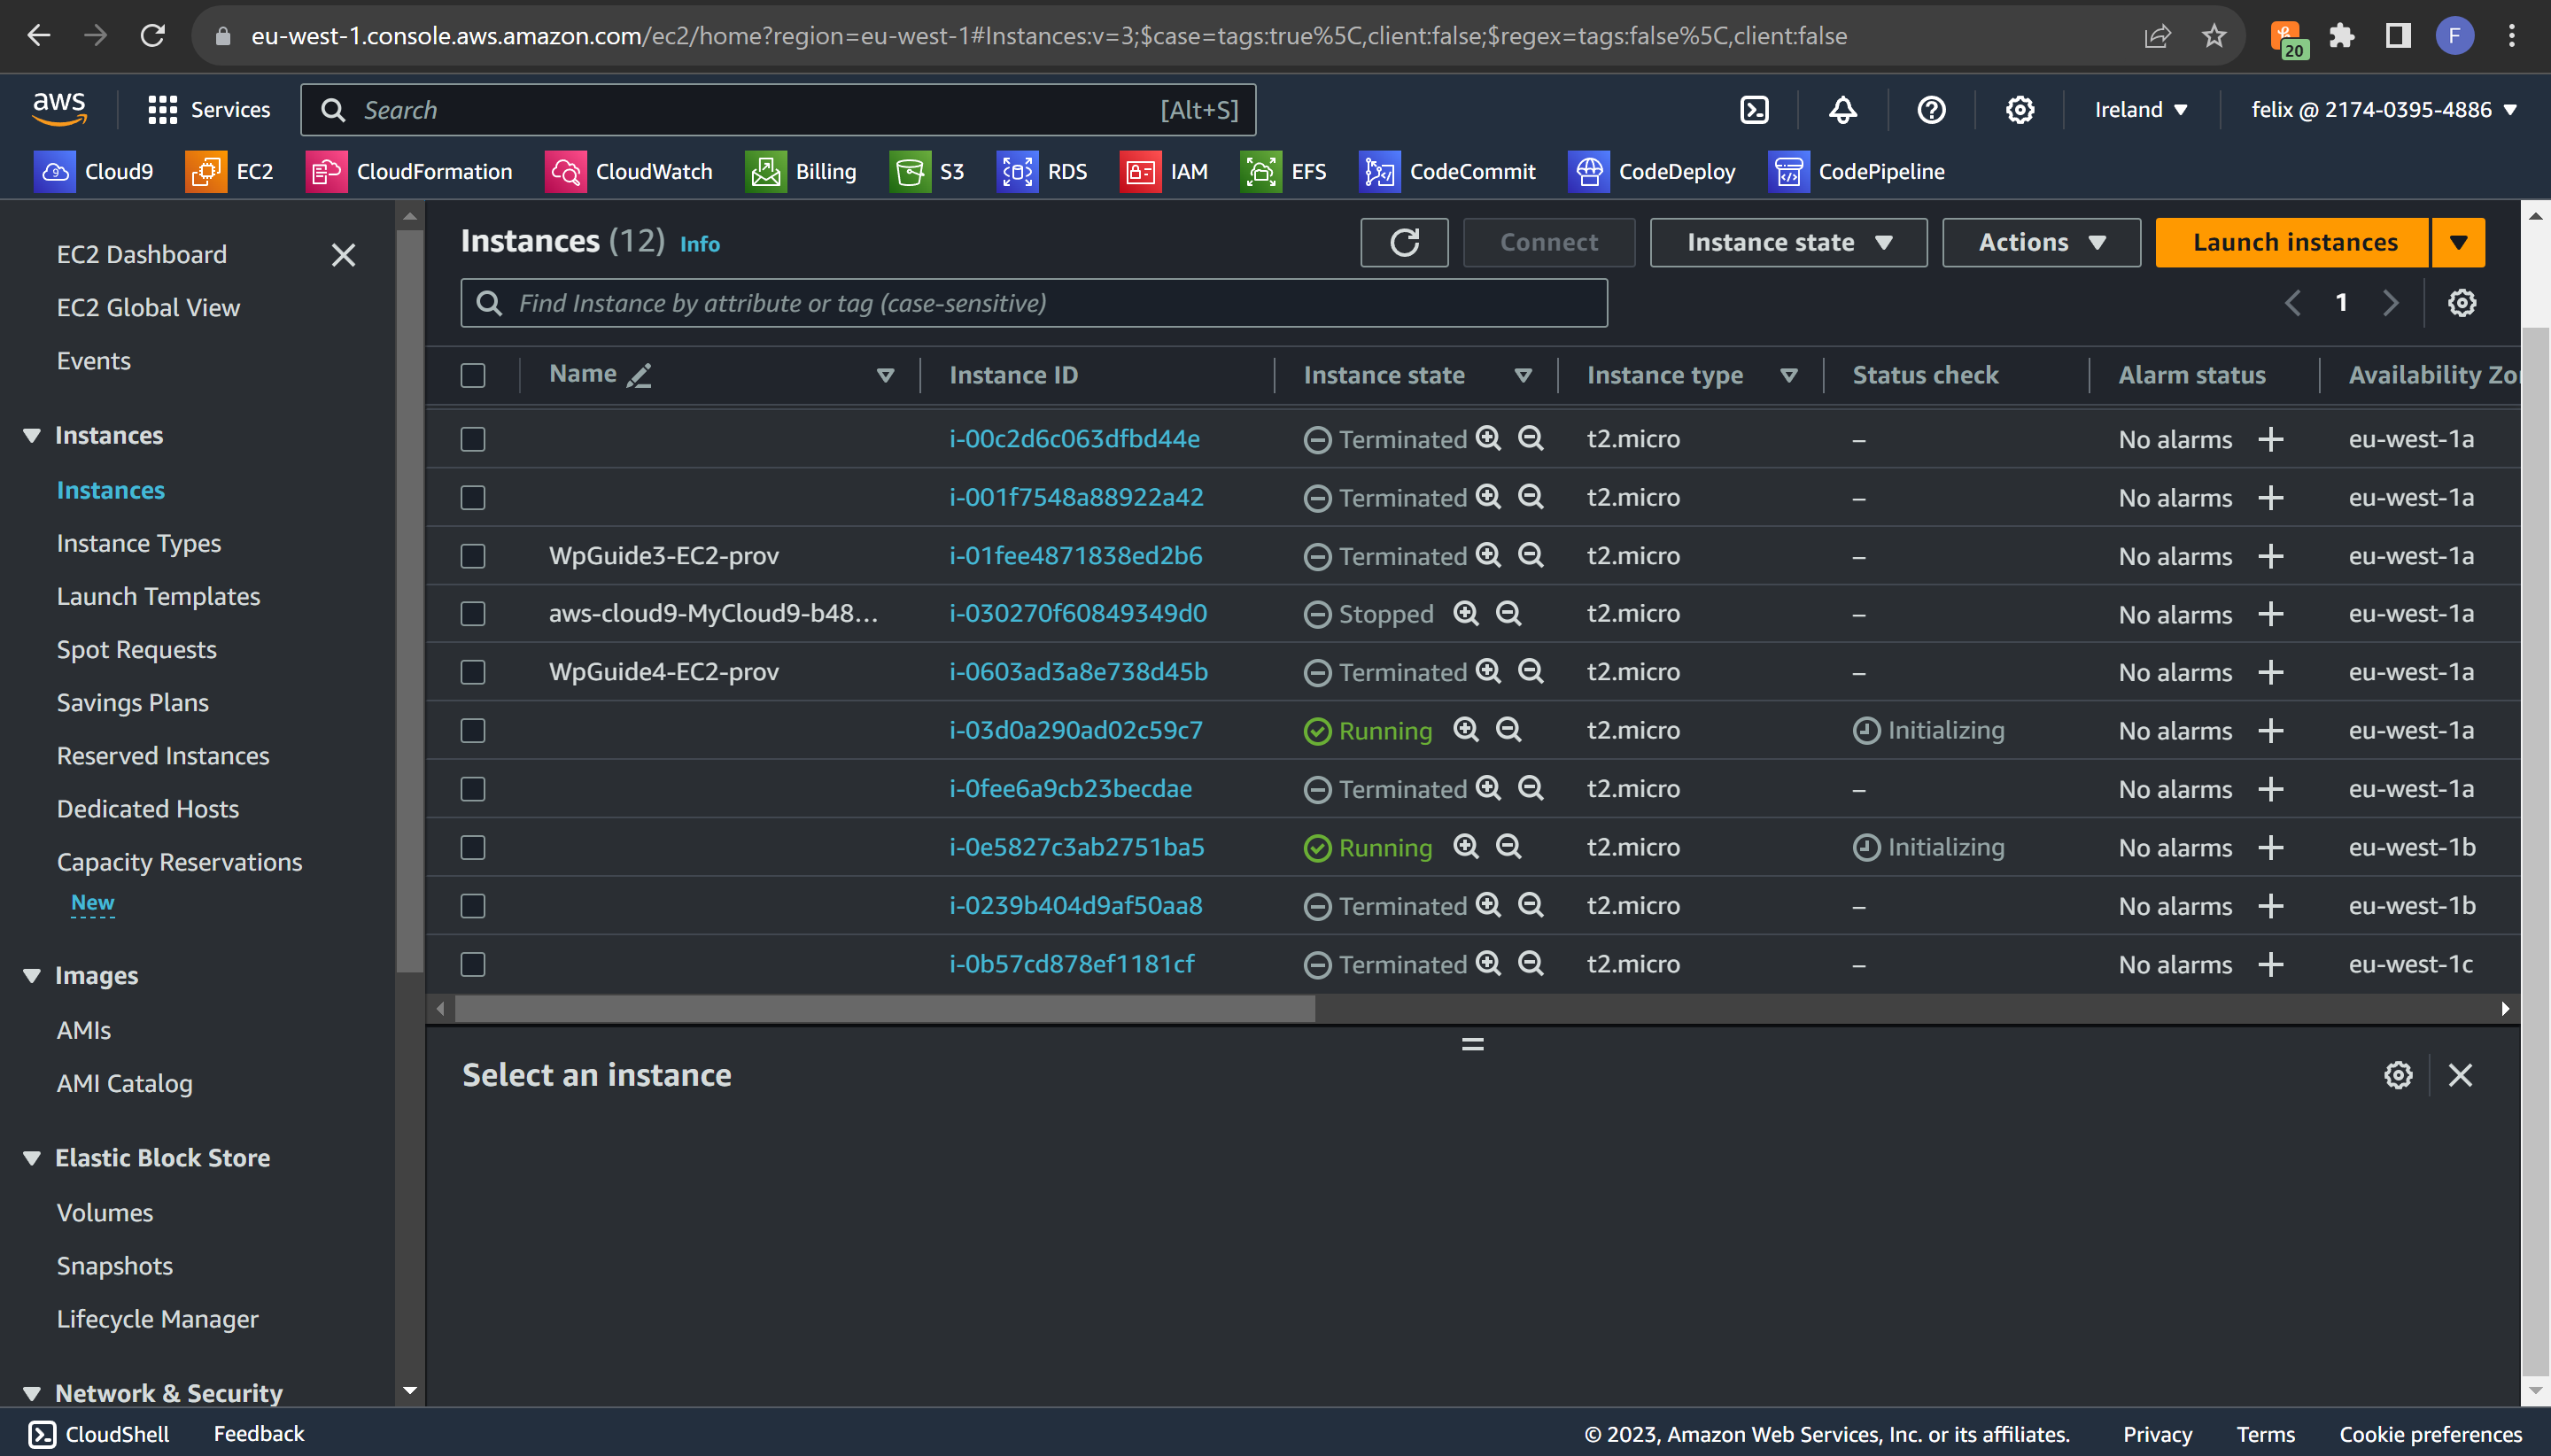 eu-west-1.console.aws.amazon.com/ec2/home?region=eu-west-1#Instances:v=3;$case=tags:true%5C,client:false;$regex=tags:false%5C,client:false
20
F
aws
Services
Search
[Alt+S]
Ireland
felix @ 2174-0395-4886
Cloud9
EC2
CloudFormation
CloudWatch
Billing
S3
RDS
IAM
EFS
CodeCommit
CodeDeploy
CodePipeline
EC2 Dashboard
EC2 Global View
Events
Instances
Instances
Instance Types
Launch Templates
Spot Requests
Savings Plans
Reserved Instances
Dedicated Hosts
Capacity Reservations
New
Images
AMIs
AMI Catalog
Elastic Block Store
Volumes
Snapshots
Lifecycle Manager
Network & Security
Instances (12) Info
Connect
Instance state
Actions
Launch instances
Find Instance by attribute or tag (case-sensitive)
1
Name Instance ID Instance state Instance type Status check Alarm status Availability Zo
i-00c2d6c063dfbd44e Terminated t2.micro – No alarms + eu-west-1a
i-001f7548a88922a42 Terminated t2.micro – No alarms + eu-west-1a
WpGuide3-EC2-prov i-01fee4871838ed2b6 Terminated t2.micro – No alarms + eu-west-1a
aws-cloud9-MyCloud9-b48... i-030270f60849349d0 Stopped t2.micro – No alarms + eu-west-1a
WpGuide4-EC2-prov i-0603ad3a8e738d45b Terminated t2.micro – No alarms + eu-west-1a
i-03d0a290ad02c59c7 Running t2.micro Initializing No alarms + eu-west-1a
i-0fee6a9cb23becdae Terminated t2.micro – No alarms + eu-west-1a
i-0e5827c3ab2751ba5 Running t2.micro Initializing No alarms + eu-west-1b
i-0239b404d9af50aa8 Terminated t2.micro – No alarms + eu-west-1b
i-0b57cd878ef1181cf Terminated t2.micro – No alarms + eu-west-1c
Select an instance
CloudShell
Feedback
© 2023, Amazon Web Services, Inc. or its affiliates.
Privacy
Terms
Cookie preferences